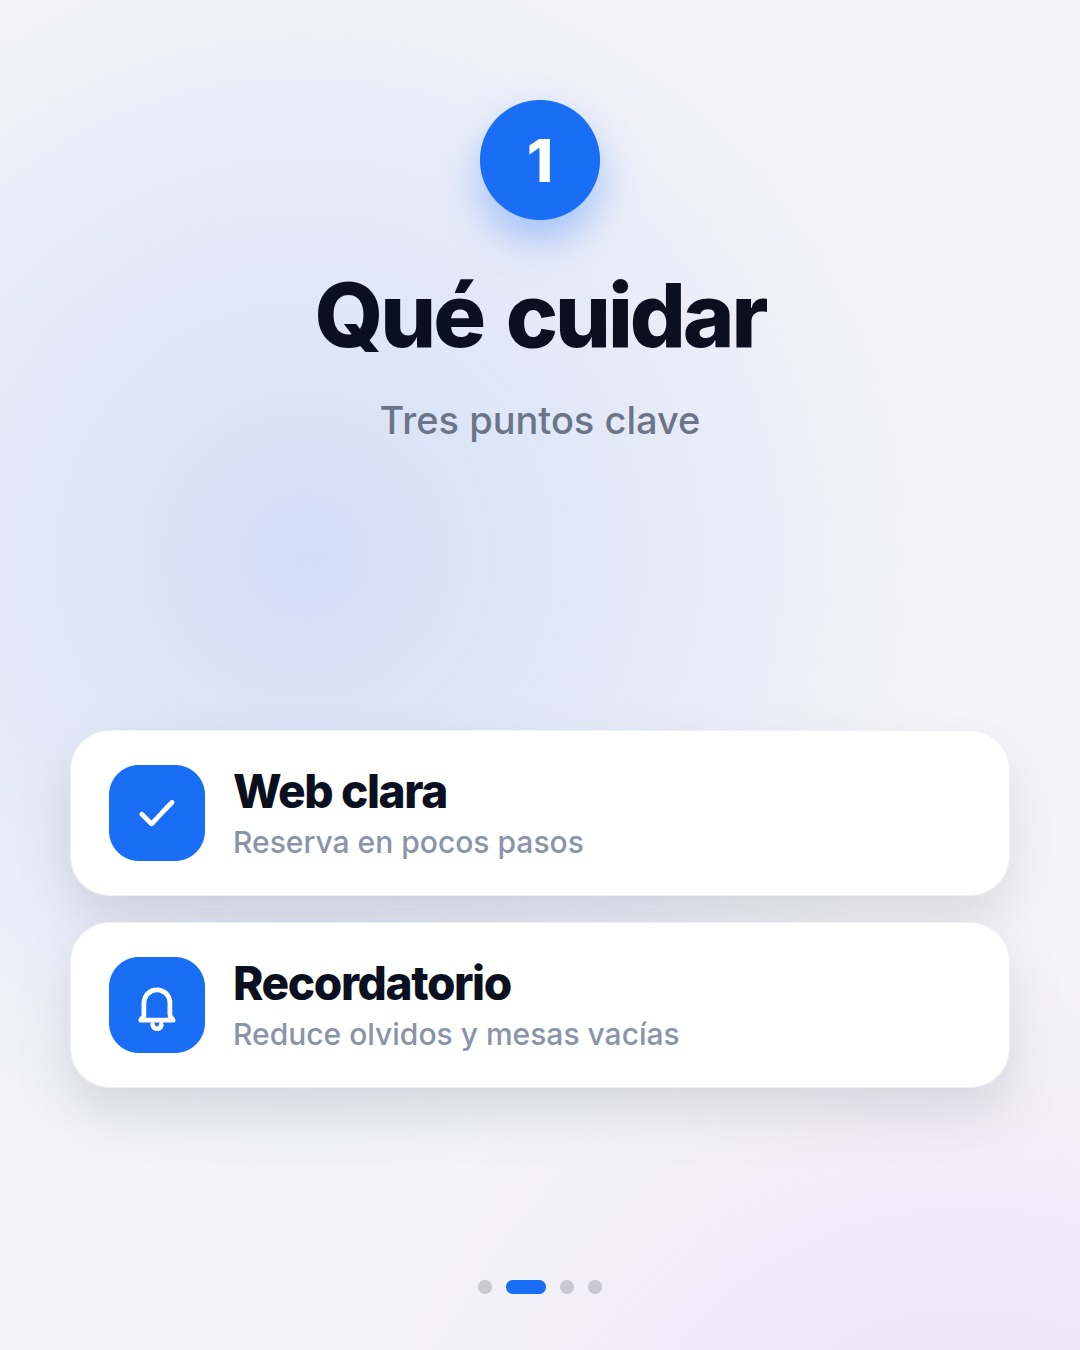 1
Qué cuidar
Tres puntos clave
Web clara
Reserva en pocos pasos
Recordatorio
Reduce olvidos y mesas vacías